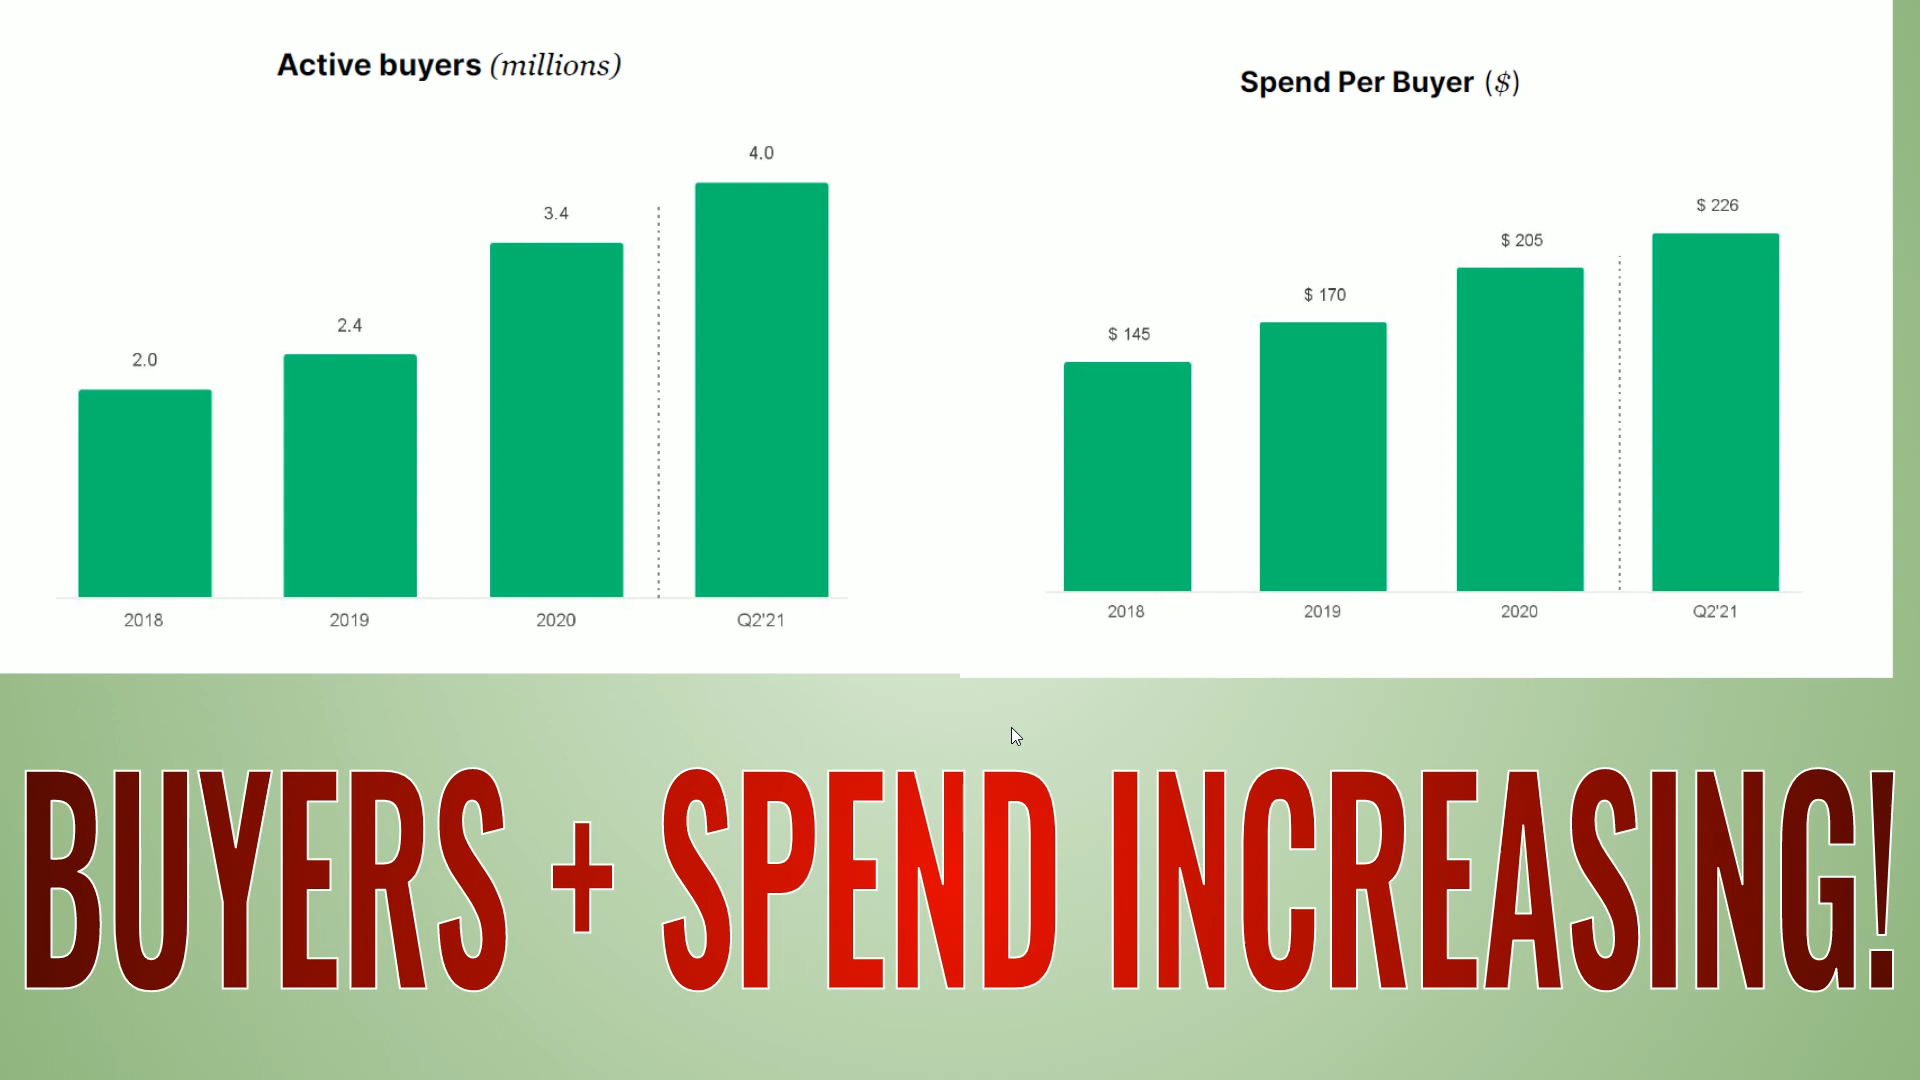 Active buyers (millions)
4.0
3.4
2.4
2.0
2018 2019 2020 Q2'21
Spend Per Buyer ($)
$ 226
$ 205
$ 170
$ 145
2018 2019 2020 Q2'21
BUYERS + SPEND INCREASING!